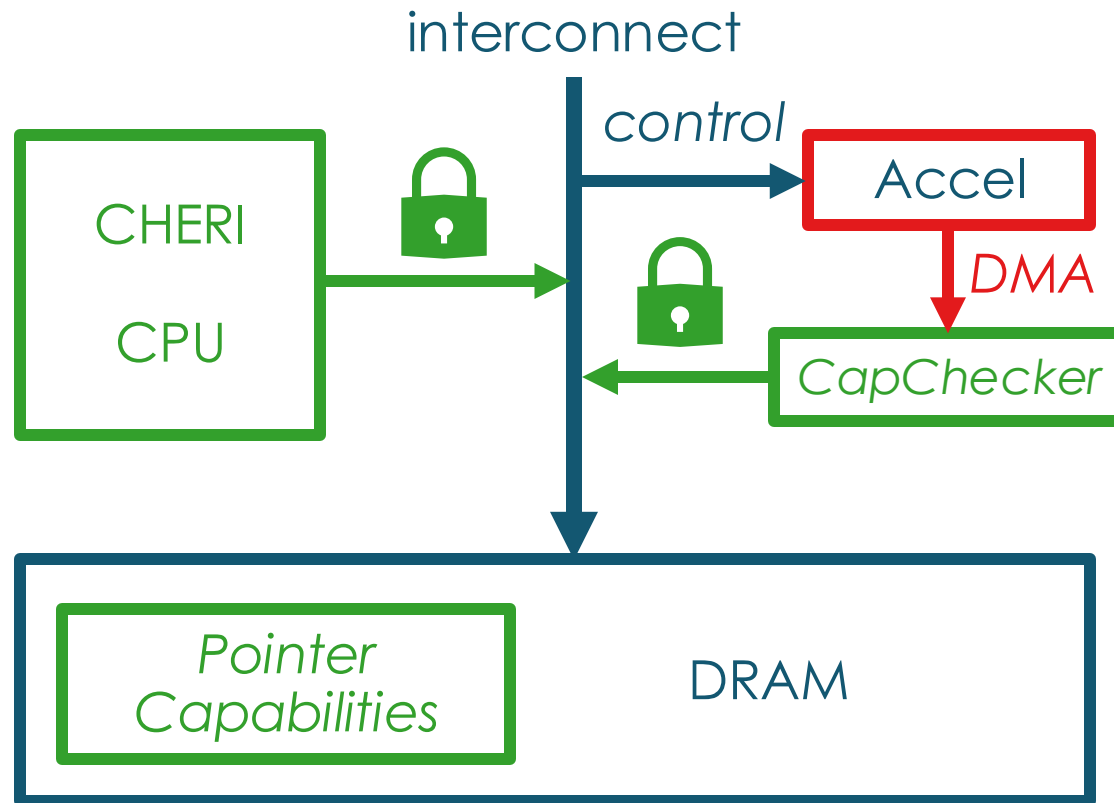 interconnect
control
Accel
CHERI
CPU
DMA
CapChecker
Pointer
Capabilities
DRAM